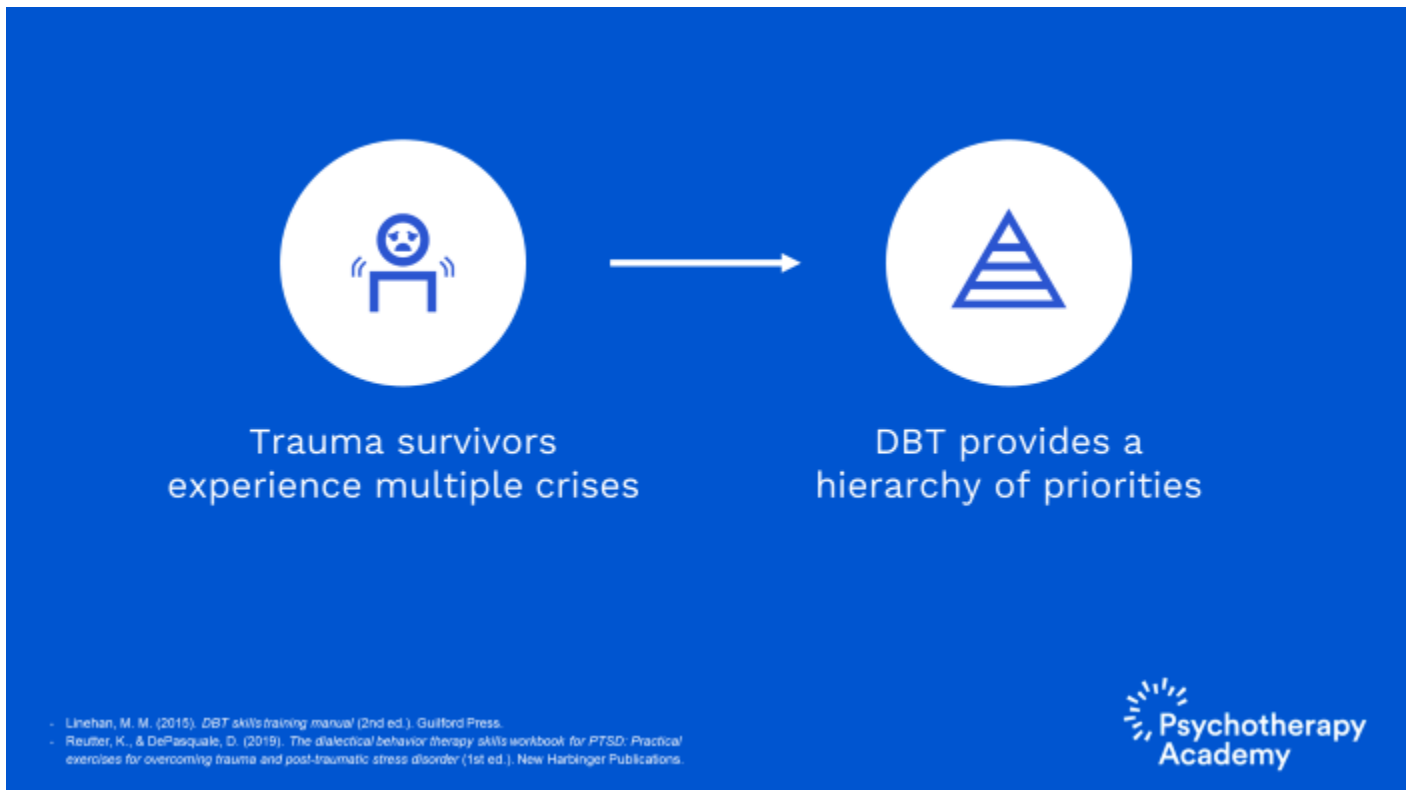 Trauma survivors
experience multiple crises
DBT provides a
hierarchy of priorities
- Linehan, M. M. (2015). DBT skills training manual (2nd ed.). Guilford Press.
- Reutter, K., & DePasquale, D. (2019). The dialectical behavior therapy skills workbook for PTSD: Practical
exercises for overcoming trauma and post-traumatic stress disorder (1st ed.). New Harbinger Publications.
Psychotherapy
Academy